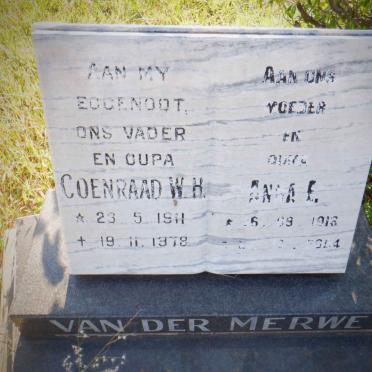 AAN MY
EGGENOOT,
ONS VADER
EN OUPA
COENRAAD W.H.
* 23. 5. 1911
+ 19. 11. 1978
AAN ONS
MOEDER
EN
ANNA E.
VAN DER MERWE